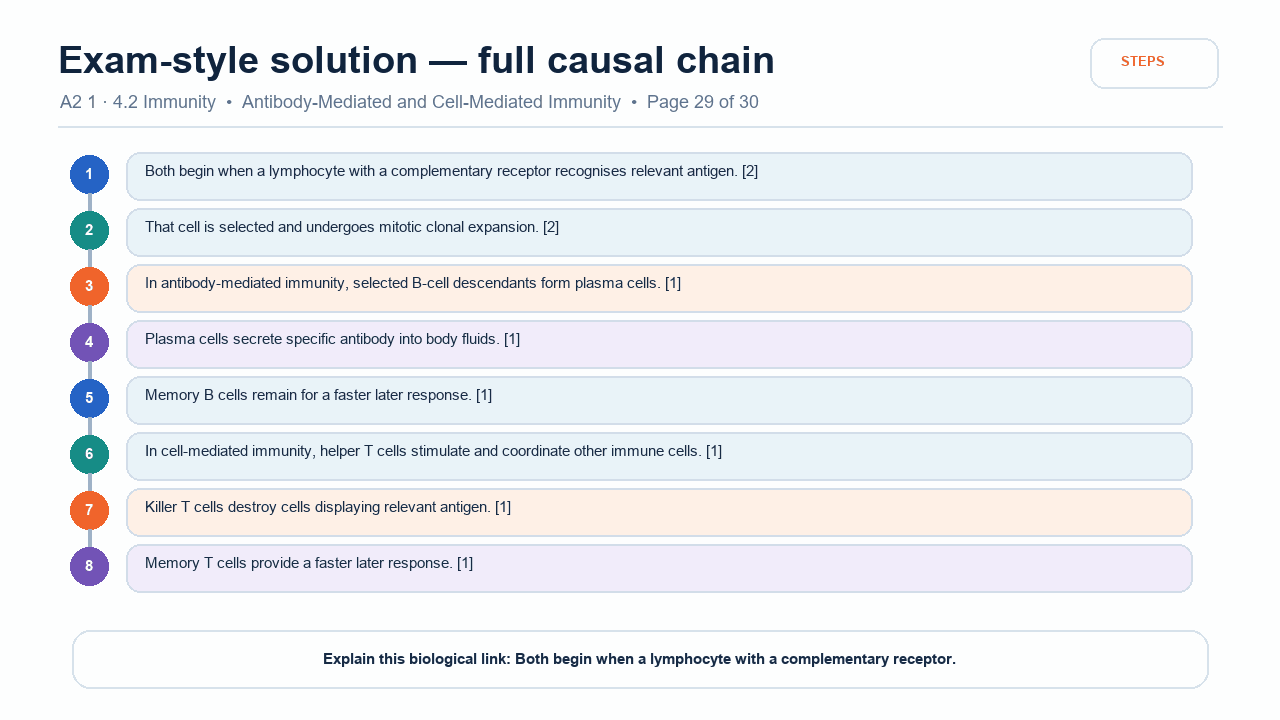 Exam-style solution — full causal chain
STEPS
A2 1 · 4.2 Immunity • Antibody-Mediated and Cell-Mediated Immunity • Page 29 of 30
1 Both begin when a lymphocyte with a complementary receptor recognises relevant antigen. [2]
2 That cell is selected and undergoes mitotic clonal expansion. [2]
3 In antibody-mediated immunity, selected B-cell descendants form plasma cells. [1]
4 Plasma cells secrete specific antibody into body fluids. [1]
5 Memory B cells remain for a faster later response. [1]
6 In cell-mediated immunity, helper T cells stimulate and coordinate other immune cells. [1]
7 Killer T cells destroy cells displaying relevant antigen. [1]
8 Memory T cells provide a faster later response. [1]
Explain this biological link: Both begin when a lymphocyte with a complementary receptor.